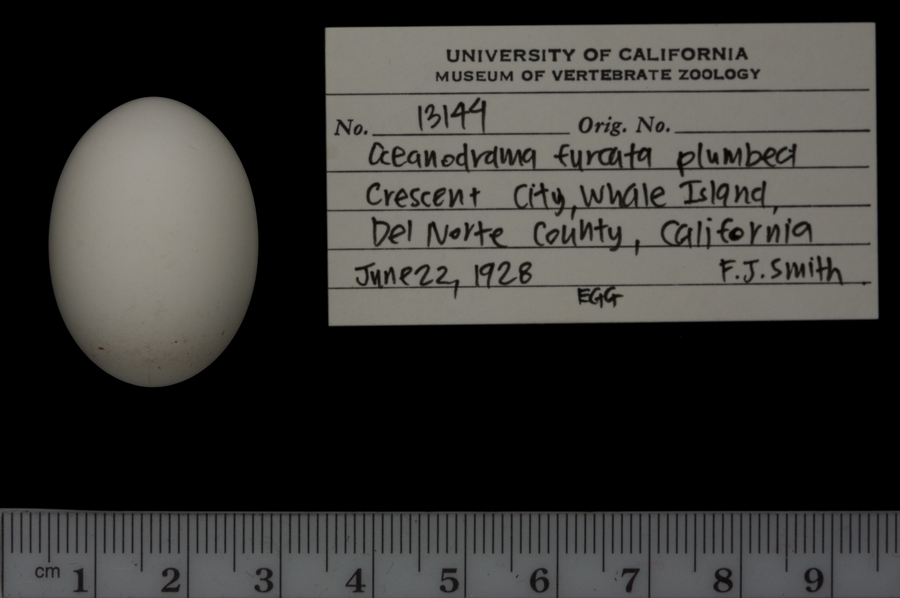 UNIVERSITY OF CALIFORNIA
MUSEUM OF VERTEBRATE ZOOLOGY
No. 13144 Orig. No.
Oceanodrama furcata plumbea
Crescent City, Whale Island,
Del Norte County, California
June 22, 1928 F.J. Smith
EGG
cm 1 2 3 4 5 6 7 8 9